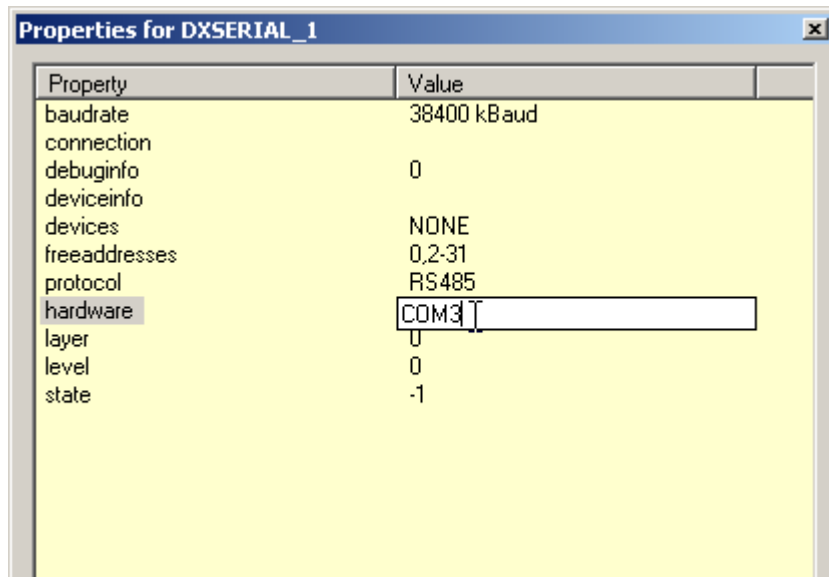 Properties for DXSERIAL_1
Property Value
baudrate 38400 kBaud
connection
debuginfo 0
deviceinfo
devices NONE
freeaddresses 0,2-31
protocol RS485
hardware COM3
layer 0
level 0
state -1